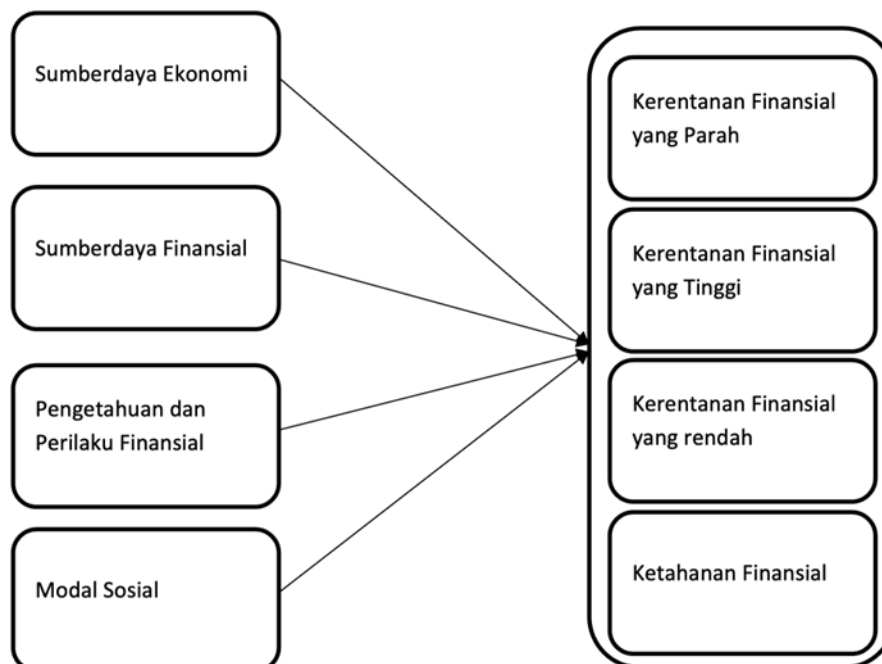 Sumberdaya Ekonomi
Sumberdaya Finansial
Pengetahuan dan
Perilaku Finansial
Modal Sosial
Kerentanan Finansial
yang Parah
Kerentanan Finansial
yang Tinggi
Kerentanan Finansial
yang rendah
Ketahanan Finansial